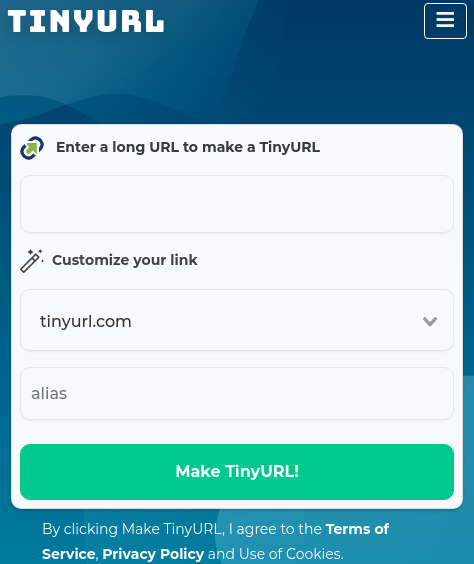 TINYURL
Enter a long URL to make a TinyURL
Customize your link
tinyurl.com
alias
Make TinyURL!
By clicking Make TinyURL, I agree to the Terms of
Service, Privacy Policy and Use of Cookies.